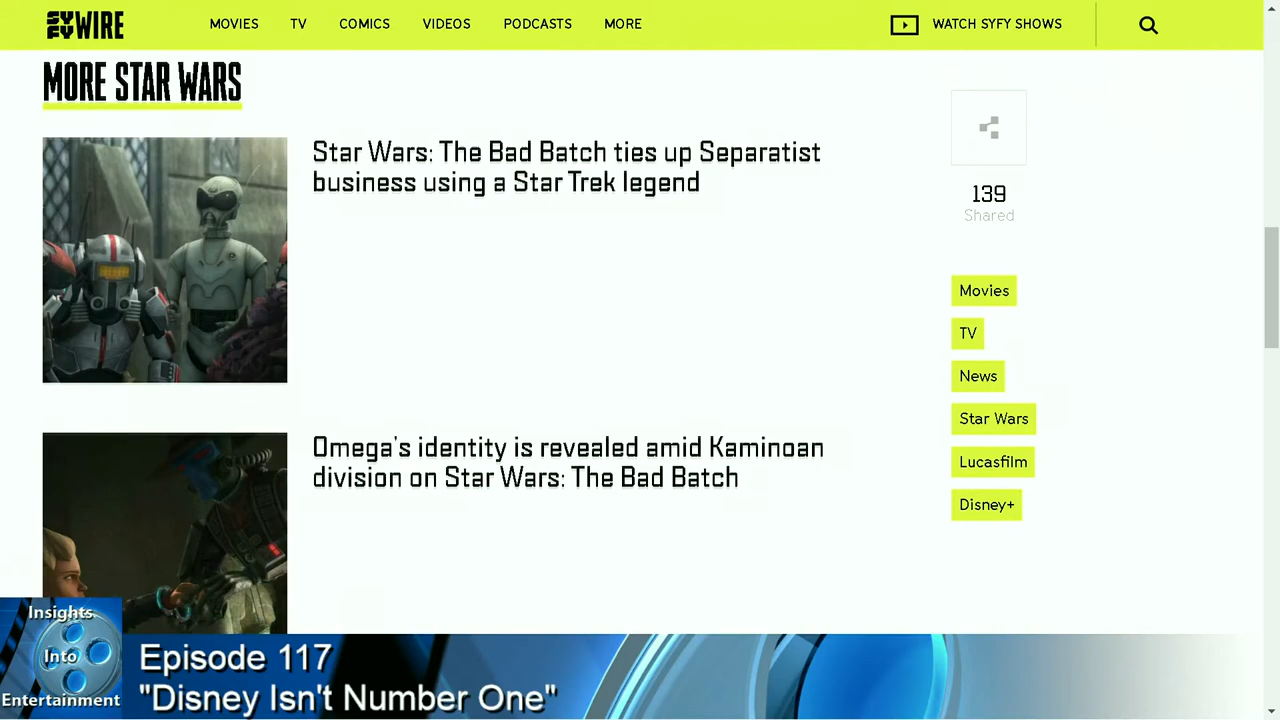 SYFY WIRE
MOVIES TV COMICS VIDEOS PODCASTS MORE WATCH SYFY SHOWS
MORE STAR WARS
Star Wars: The Bad Batch ties up Separatist
business using a Star Trek legend
139
Shared
Movies
TV
News
Star Wars
Lucasfilm
Disney+
Omega's identity is revealed amid Kaminoan
division on Star Wars: The Bad Batch
Insights
Into
Entertainment
Episode 117
"Disney Isn't Number One"